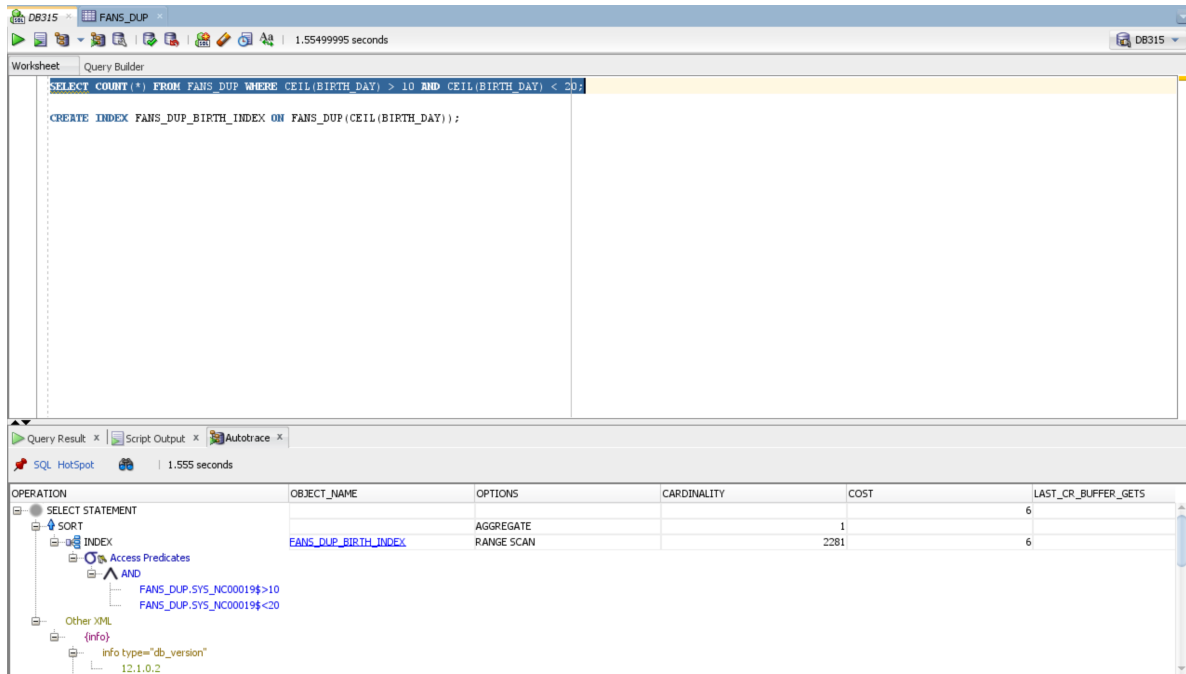 DB315 FANS_DUP
1.55499995 seconds DB315
Worksheet Query Builder
SELECT COUNT(*) FROM FANS_DUP WHERE CEIL(BIRTH_DAY) > 10 AND CEIL(BIRTH_DAY) < 20;
CREATE INDEX FANS_DUP_BIRTH_INDEX ON FANS_DUP(CEIL(BIRTH_DAY));
Query Result x Script Output x Autotrace x
SQL HotSpot 1.555 seconds
OPERATION OBJECT_NAME OPTIONS CARDINALITY COST LAST_CR_BUFFER_GETS
SELECT STATEMENT 6
SORT AGGREGATE 1
INDEX FANS_DUP_BIRTH_INDEX RANGE SCAN 2281 6
Access Predicates
AND
FANS_DUP.SYS_NC00019$>10
FANS_DUP.SYS_NC00019$<20
Other XML
{info}
info type="db_version"
12.1.0.2